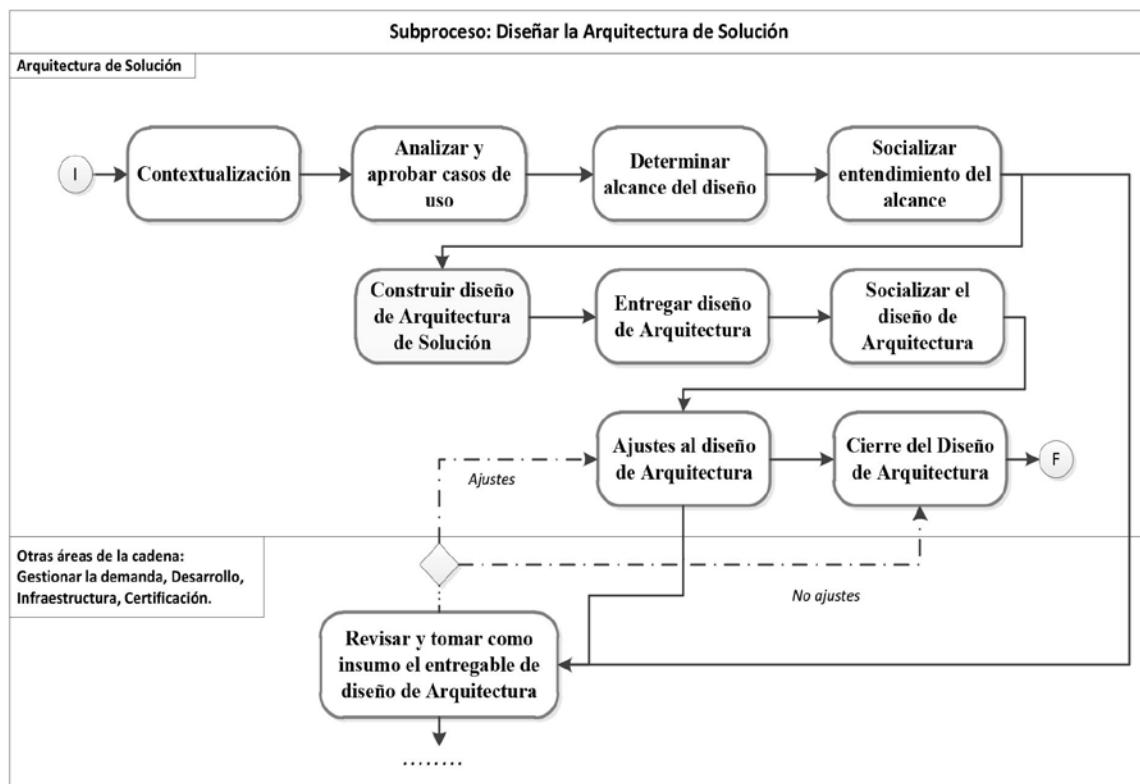 Subproceso: Diseñar la Arquitectura de Solución
Arquitectura de Solución
I
Contextualización
Analizar y
aprobar casos de
uso
Determinar
alcance del diseño
Socializar
entendimiento del
alcance
Construir diseño
de Arquitectura
de Solución
Entregar diseño
de Arquitectura
Socializar el
diseño de
Arquitectura
Ajustes al diseño
de Arquitectura
Cierre del Diseño
de Arquitectura
F
Ajustes
Otras áreas de la cadena:
Gestionar la demanda, Desarrollo,
Infraestructura, Certificación.
No ajustes
Revisar y tomar como
insumo el entregable de
diseño de Arquitectura
........